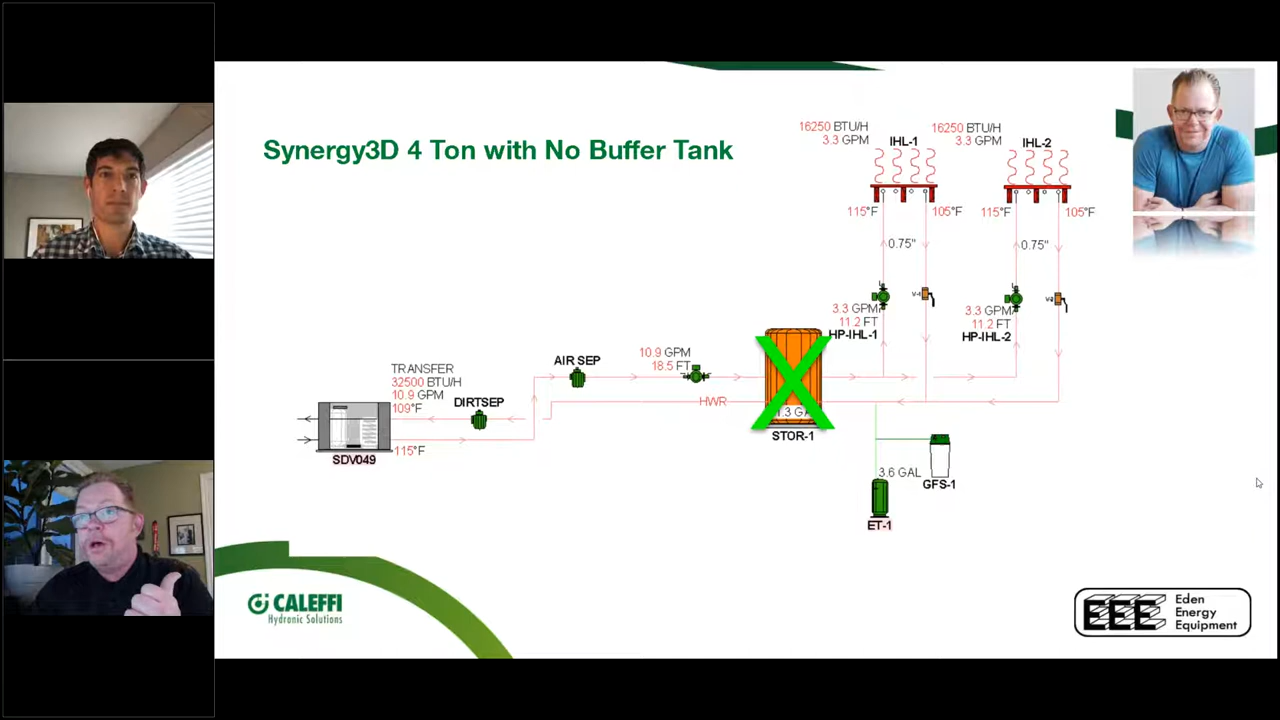 Synergy3D 4 Ton with No Buffer Tank
16250 BTU/H
3.3 GPM
IHL-1
16250 BTU/H
3.3 GPM
IHL-2
115°F
105°F
115°F
105°F
0.75"
0.75"
3.3 GPM
11.2 FT
HP-IHL-1
3.3 GPM
11.2 FT
HP-IHL-2
10.9 GPM
18.5 FT
AIR SEP
TRANSFER
32500 BTU/H
10.9 GPM
109°F
DIRTSEP
HWR
STOR-1
115°F
SDV049
3.6 GAL
GFS-1
ET-1
CALEFFI
Hydronic Solutions
EEE
Eden
Energy
Equipment